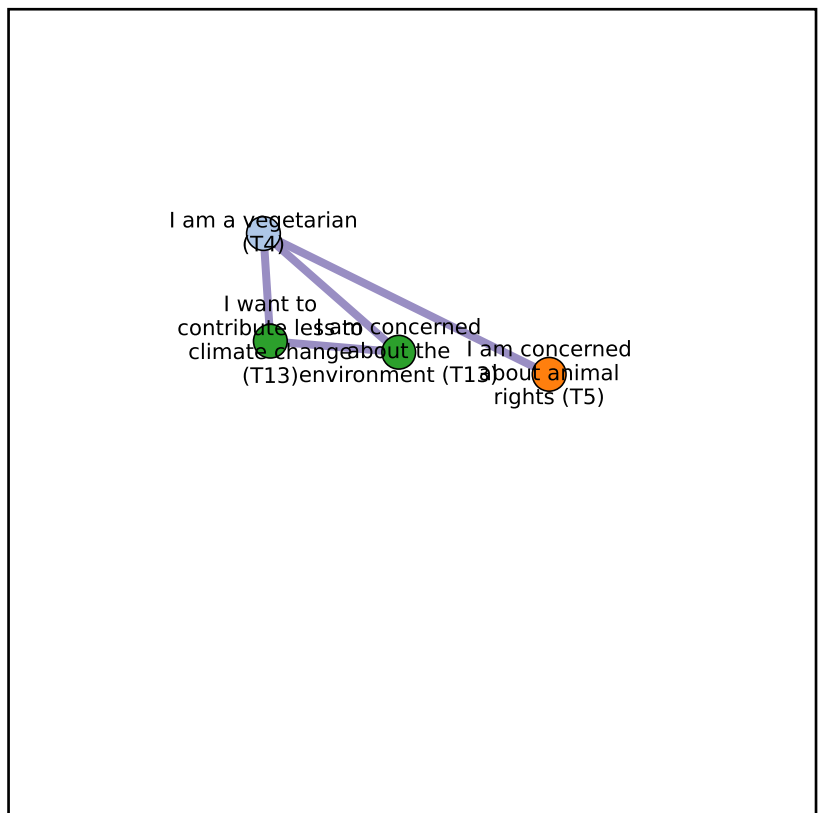 I am a vegetarian
(T4)
I want to
contribute less to
climate change
(T13)
I am concerned
about the
environment (T13)
I am concerned
about animal
rights (T5)